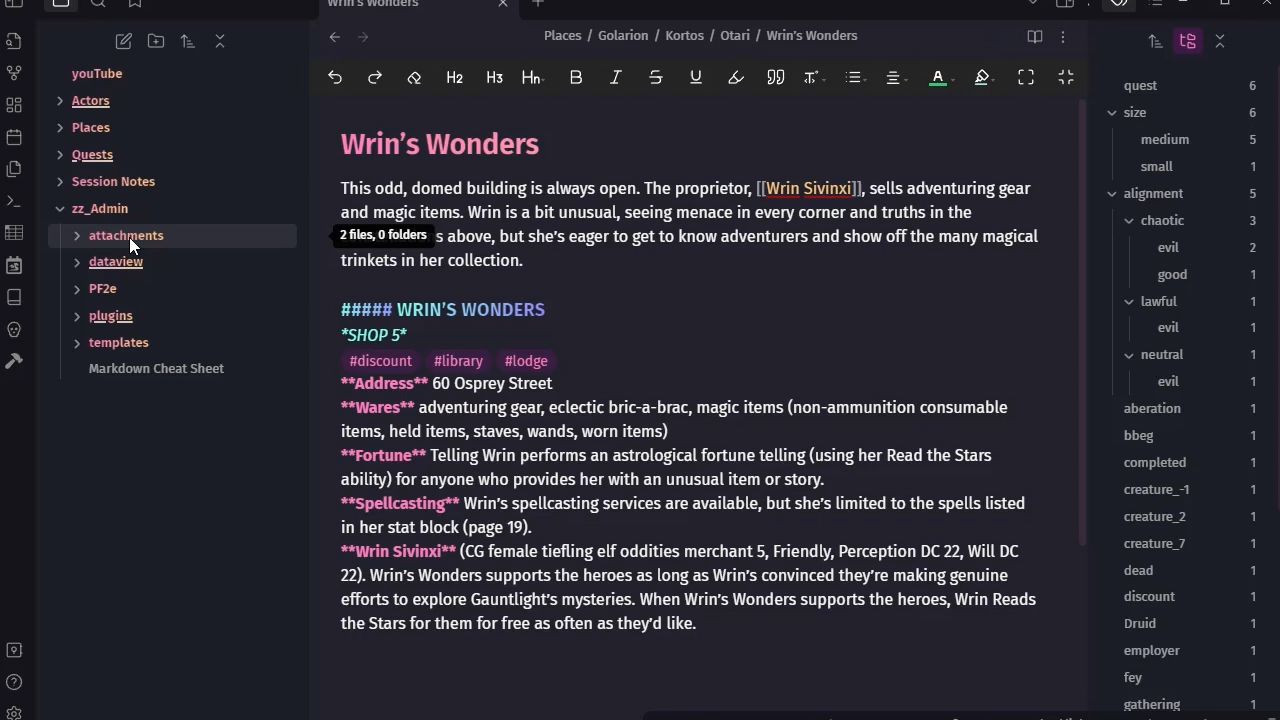 Wrin's Wonders
Places / Golarion / Kortos / Otari / Wrin's Wonders
youTube
Actors
Places
Quests
Session Notes
zz_Admin
attachments
dataview
PF2e
plugins
templates
Markdown Cheat Sheet
2 files, 0 folders
H2 H3 Hn B I S U A
Wrin's Wonders
This odd, domed building is always open. The proprietor, [[Wrin Sivinxi]], sells adventuring gear
and magic items. Wrin is a bit unusual, seeing menace in every corner and truths in the
s above, but she's eager to get to know adventurers and show off the many magical
trinkets in her collection.
##### WRIN'S WONDERS
*SHOP 5*
#discount #library #lodge
**Address** 60 Osprey Street
**Wares** adventuring gear, eclectic bric-a-brac, magic items (non-ammunition consumable
items, held items, staves, wands, worn items)
**Fortune** Telling Wrin performs an astrological fortune telling (using her Read the Stars
ability) for anyone who provides her with an unusual item or story.
**Spellcasting** Wrin's spellcasting services are available, but she's limited to the spells listed
in her stat block (page 19).
**Wrin Sivinxi** (CG female tiefling elf oddities merchant 5, Friendly, Perception DC 22, Will DC
22). Wrin's Wonders supports the heroes as long as Wrin's convinced they're making genuine
efforts to explore Gauntlight's mysteries. When Wrin's Wonders supports the heroes, Wrin Reads
the Stars for them for free as often as they'd like.
quest 6
size 6
medium 5
small 1
alignment 5
chaotic 3
evil 2
good 1
lawful 1
evil 1
neutral 1
evil 1
aberation 1
bbeg 1
completed 1
creature_-1 1
creature_2 1
creature_7 1
dead 1
discount 1
Druid 1
employer 1
fey 1
gathering 1